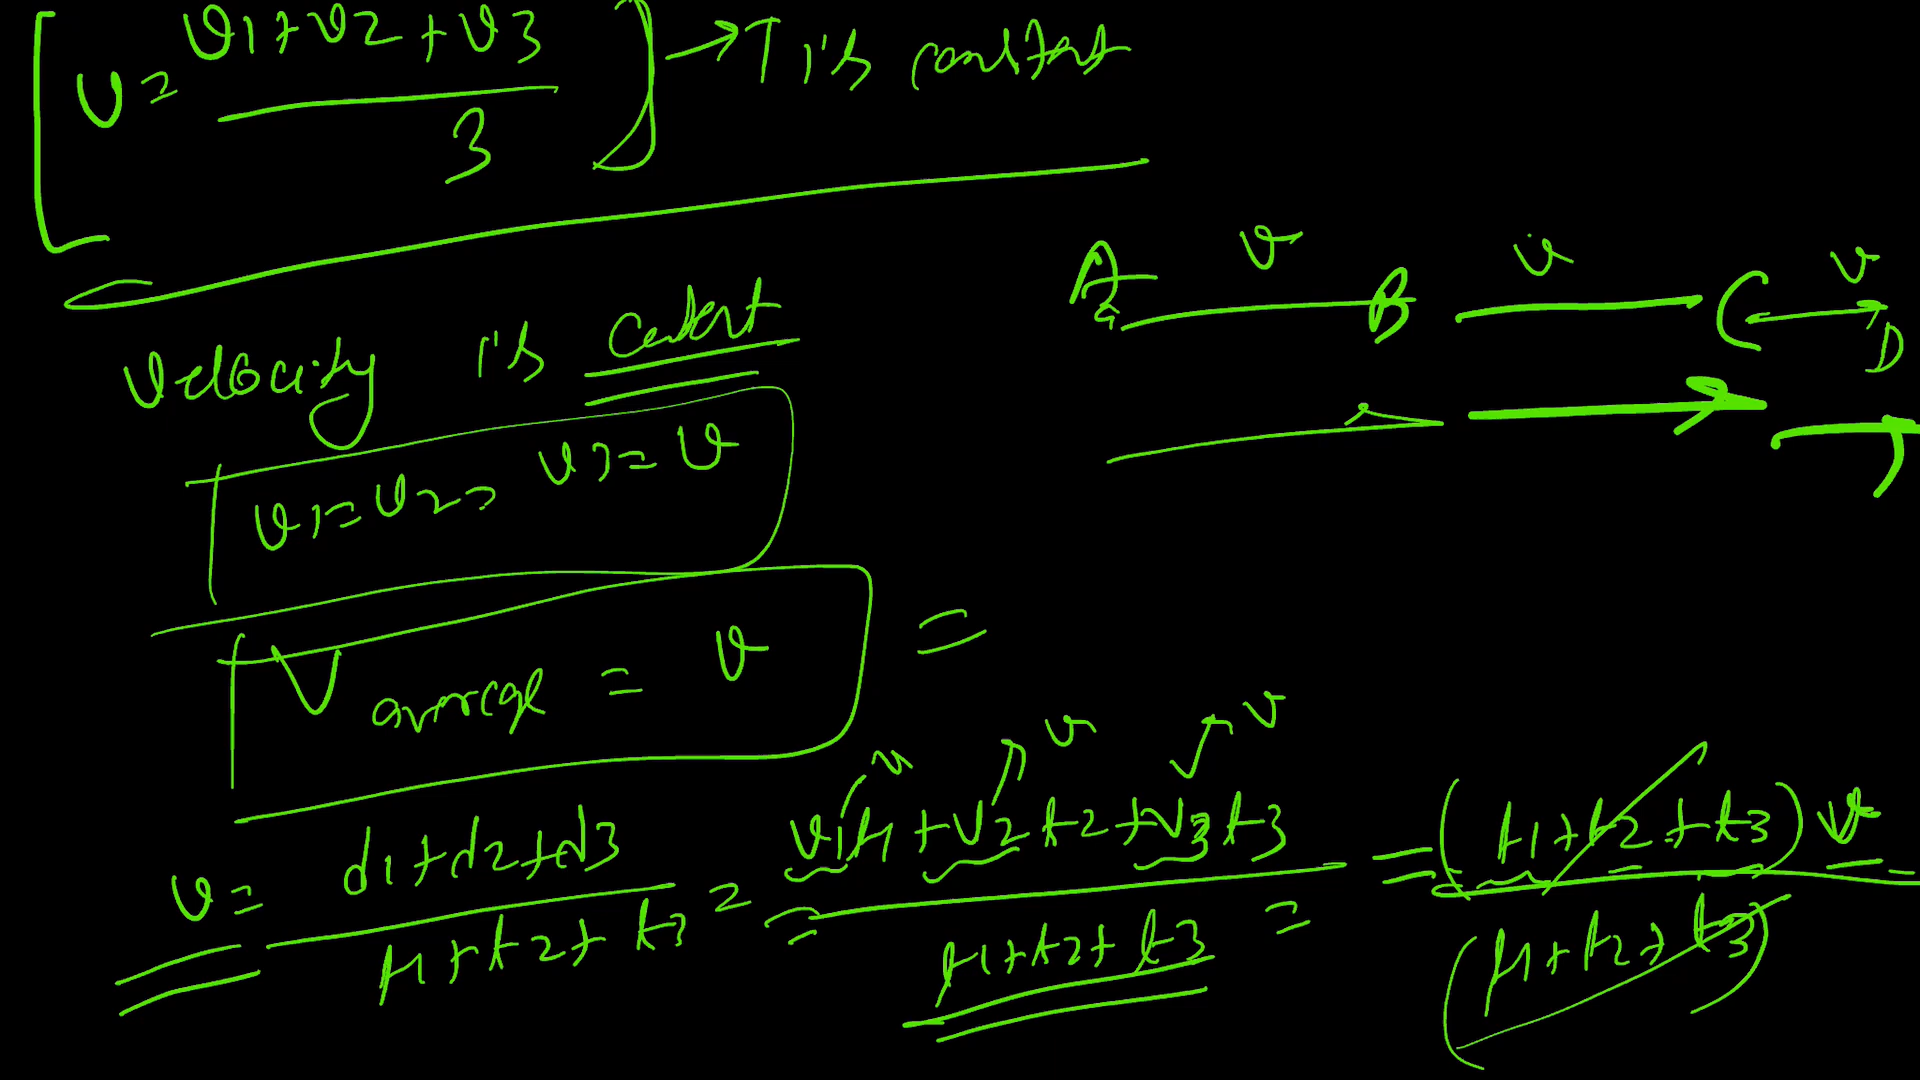 v = v1+v2+v3 / 3 → T is constant
A v B v C v D
Velocity is
v1=v2= v3= v
V average = v =
v v v
v = d1+d2+d3 / t1+t2+t3 = = v1t1+v2t2+v3t3 / t1+t2+t3 = = (t1+t2+t3)v / (t1+t2+t3)